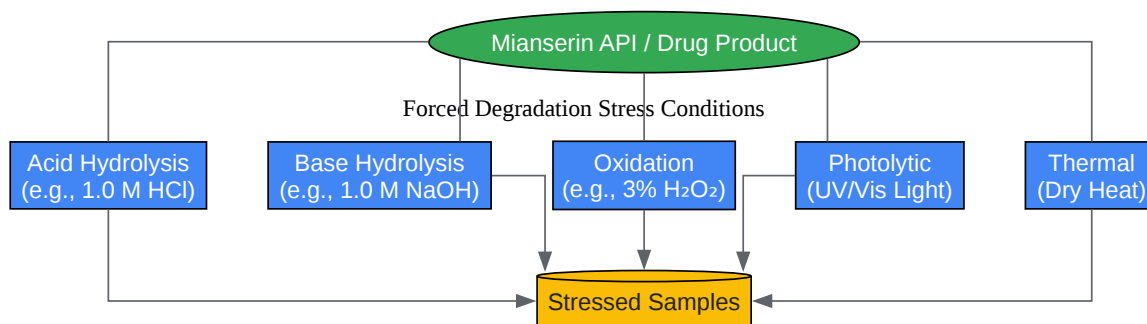 Mianserin API / Drug Product
Forced Degradation Stress Conditions
Acid Hydrolysis
(e.g., 1.0 M HCl)
Base Hydrolysis
(e.g., 1.0 M NaOH)
Oxidation
(e.g., 3% H₂O₂)
Photolytic
(UV/Vis Light)
Thermal
(Dry Heat)
Stressed Samples